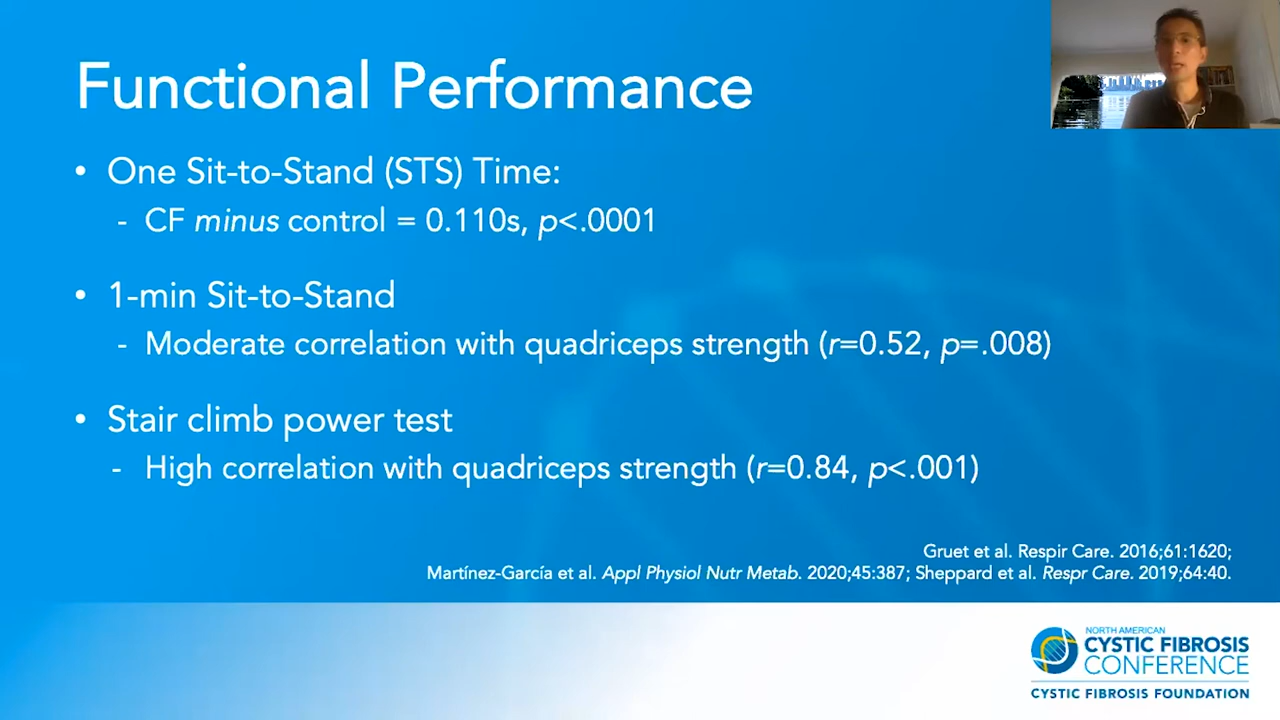 Functional Performance
• One Sit-to-Stand (STS) Time:
- CF minus control = 0.110s, p<.0001
• 1-min Sit-to-Stand
- Moderate correlation with quadriceps strength (r=0.52, p=.008)
• Stair climb power test
- High correlation with quadriceps strength (r=0.84, p<.001)
Gruet et al. Respir Care. 2016;61:1620;
Martínez-García et al. Appl Physiol Nutr Metab. 2020;45:387; Sheppard et al. Respr Care. 2019;64:40.
NORTH AMERICAN
CYSTIC FIBROSIS
CONFERENCE
CYSTIC FIBROSIS FOUNDATION